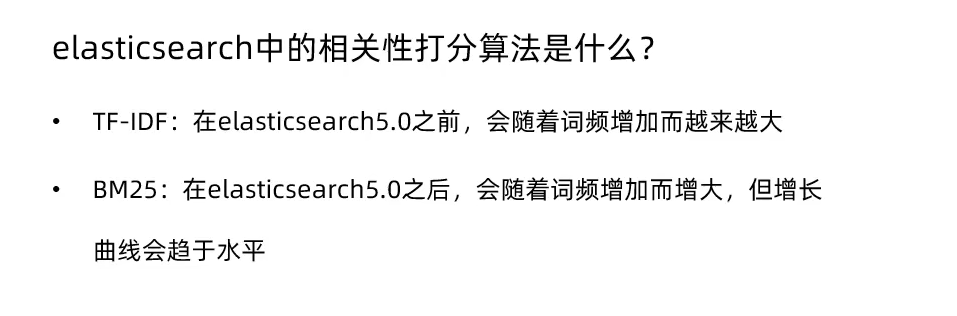 elasticsearch中的相关性打分算法是什么？
• TF-IDF：在elasticsearch5.0之前，会随着词频增加而越来越大
• BM25：在elasticsearch5.0之后，会随着词频增加而增大，但增长
曲线会趋于水平